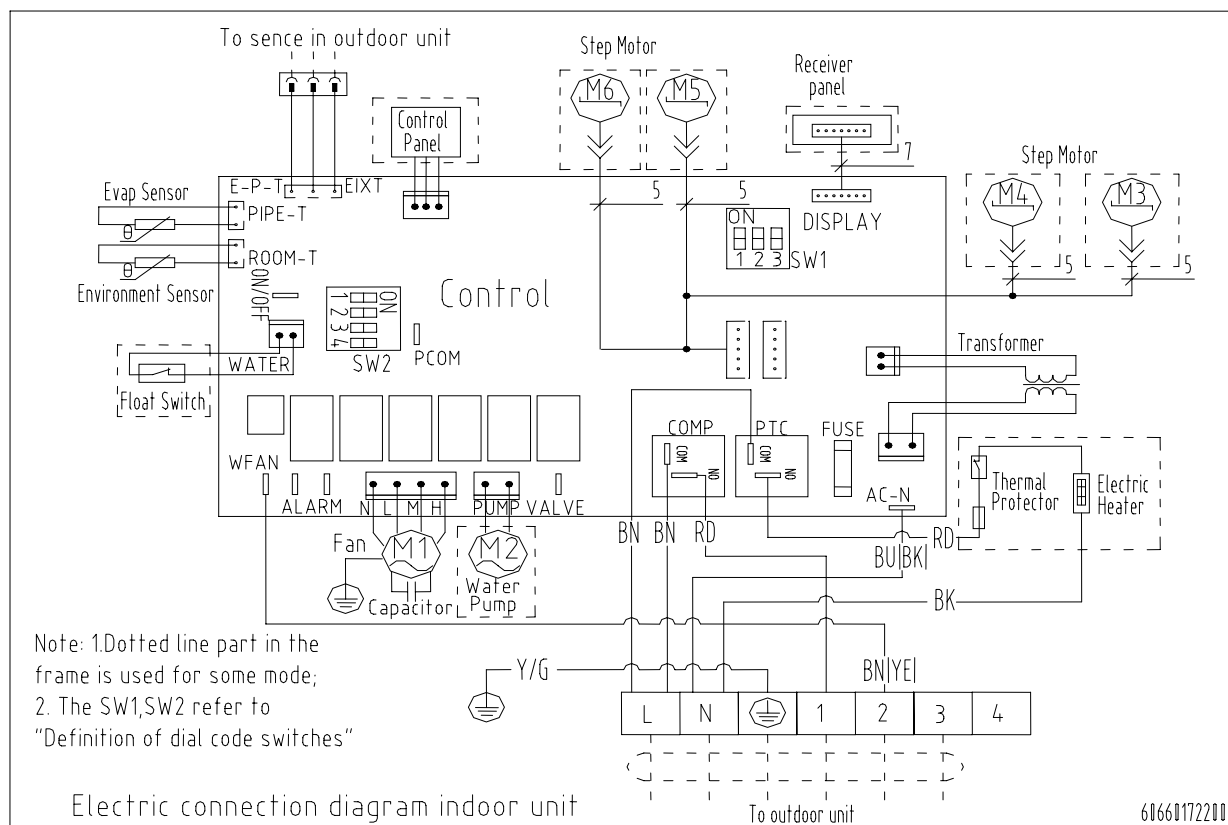 To sence in outdoor unit
Step Motor
M6
M5
Receiver
panel
Control
Panel
7
Step Motor
M4
M3
E-P-T
EIXT
Evap Sensor
PIPE-T
5
5
DISPLAY
ON
1 2 3
SW1
5
5
ROOM-T
Environment Sensor
ON/OFF
Control
ON
1 2 3 4
SW2
PCOM
WATER
Float Switch
Transformer
COMP
COM
NO
PTC
COM
NO
FUSE
WFAN
ALARM
N L M H
PUMP
VALVE
AC-N
Thermal
Protector
Electric
Heater
BN
BN
RD
BU|BK|
RD
Fan
M1
M2
Capacitor
Water
Pump
BK
Note: 1.Dotted line part in the
frame is used for some mode;
2. The SW1,SW2 refer to
"Definition of dial code switches"
Y/G
BN|YE|
L N 1 2 3 4
Electric connection diagram indoor unit
To outdoor unit
60660172200